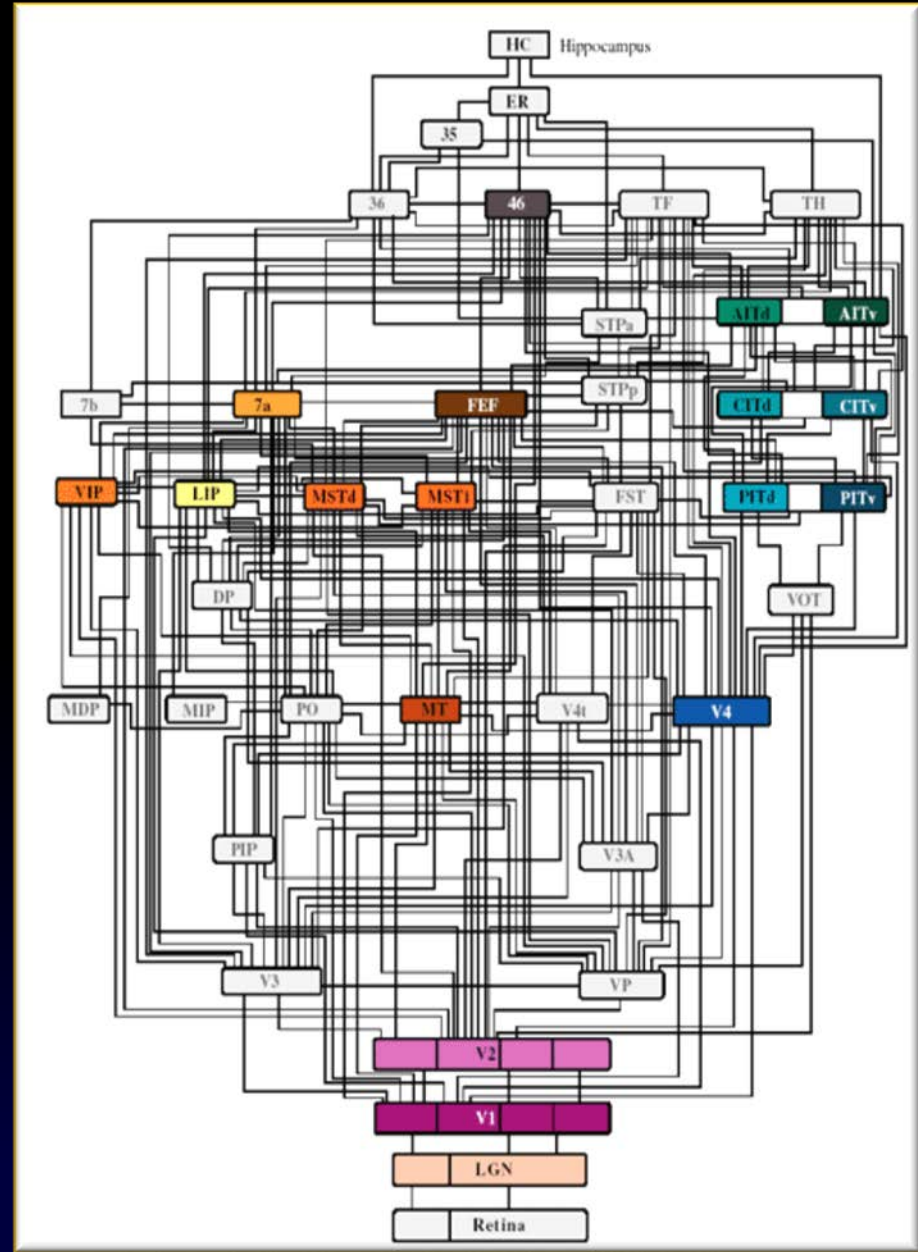 HC Hippocampus
ER
35
36 46 TF TH
AITd AITv
STPa
STPp
7b 7a FEF CITd CITv
VIP LIP MSTd MSTl FST PITd PITv
DP VOT
MDP MIP PO MT V4t V4
PIP V3A
V3 VP
V2
V1
LGN
Retina